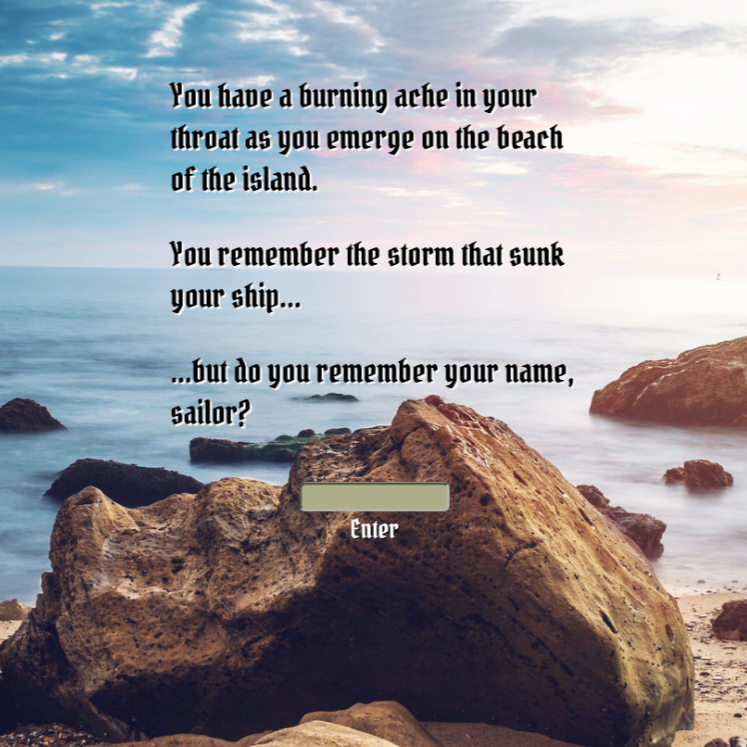 You have a burning ache in your
throat as you emerge on the beach
of the island.
You remember the storm that sunk
your ship...
...but do you remember your name,
sailor?
Enter